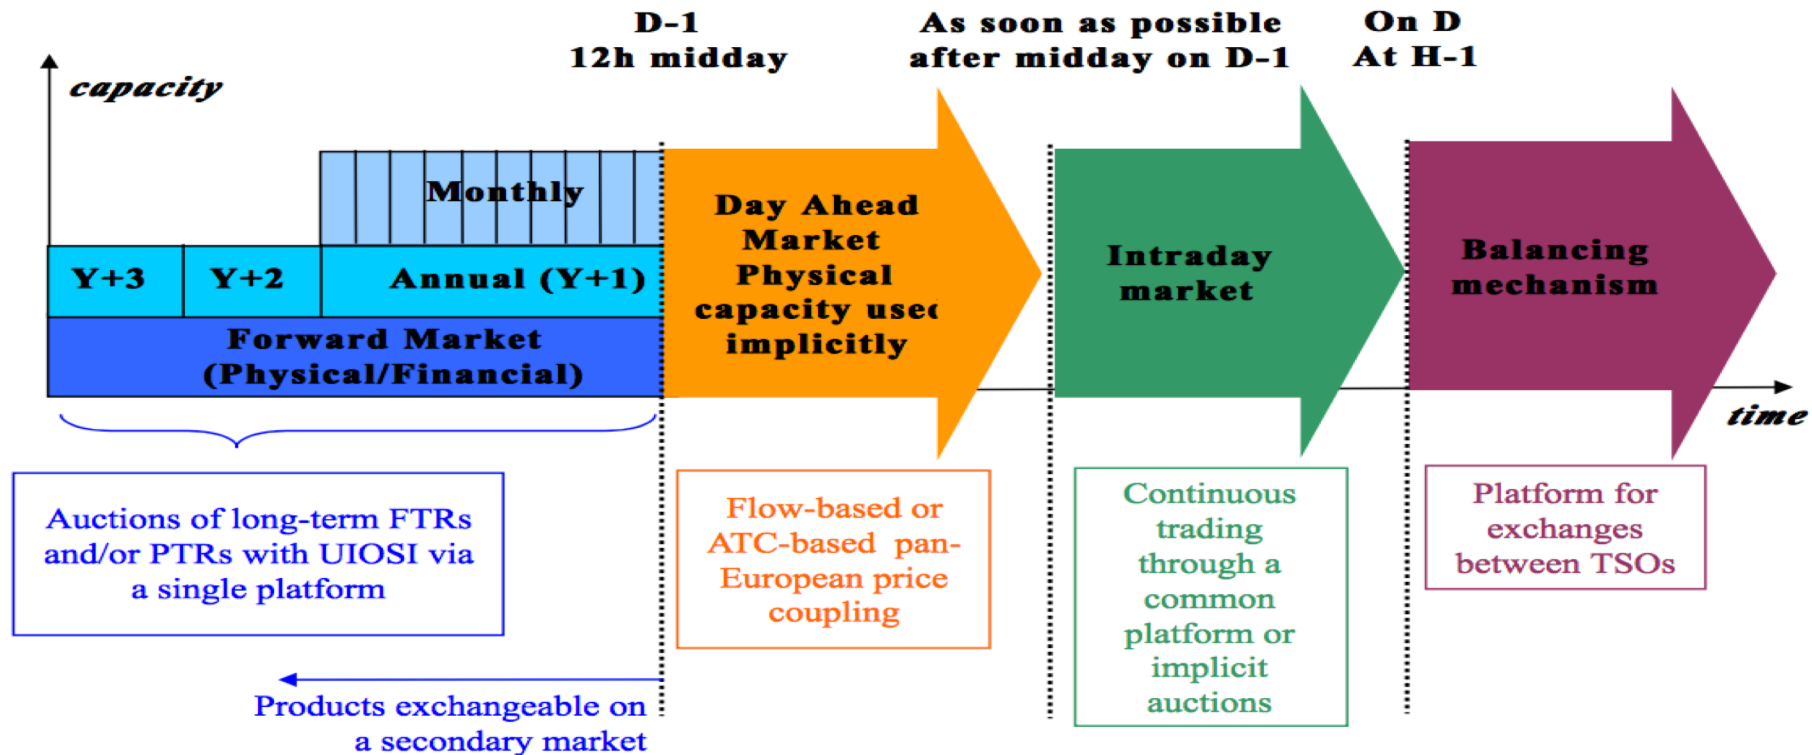 D-1
12h midday
As soon as possible
after midday on D-1
On D
At H-1
capacity
Monthly
Y+3
Y+2
Annual (Y+1)
Forward Market
(Physical/Financial)
Day Ahead
Market
Physical
capacity used
implicitly
Intraday
market
Balancing
mechanism
time
Auctions of long-term FTRs
and/or PTRs with UIOSI via
a single platform
Flow-based or
ATC-based pan-
European price
coupling
Continuous
trading
through a
common
platform or
implicit
auctions
Platform for
exchanges
between TSOs
Products exchangeable on
a secondary market